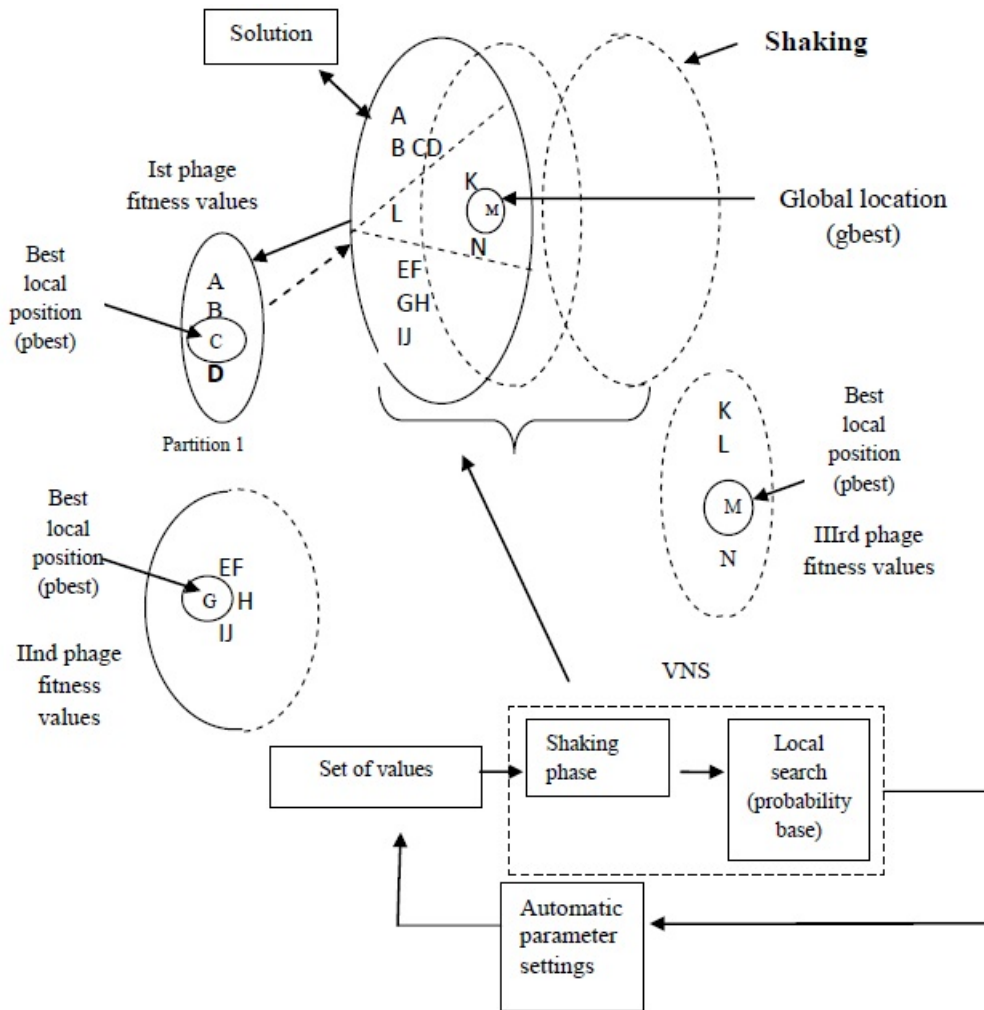 Solution
Shaking
A
B CD
K
M
L
N
EF
GH
IJ
Global location
(gbest)
Ist phage
fitness values
Best
local
position
(pbest)
A
B
C
D
Partition 1
K
L
M
N
Best
local
position
(pbest)
IIIrd phage
fitness values
Best
local
position
(pbest)
EF
G H
IJ
IInd phage
fitness
values
VNS
Set of values
Shaking
phase
Local
search
(probability
base)
Automatic
parameter
settings